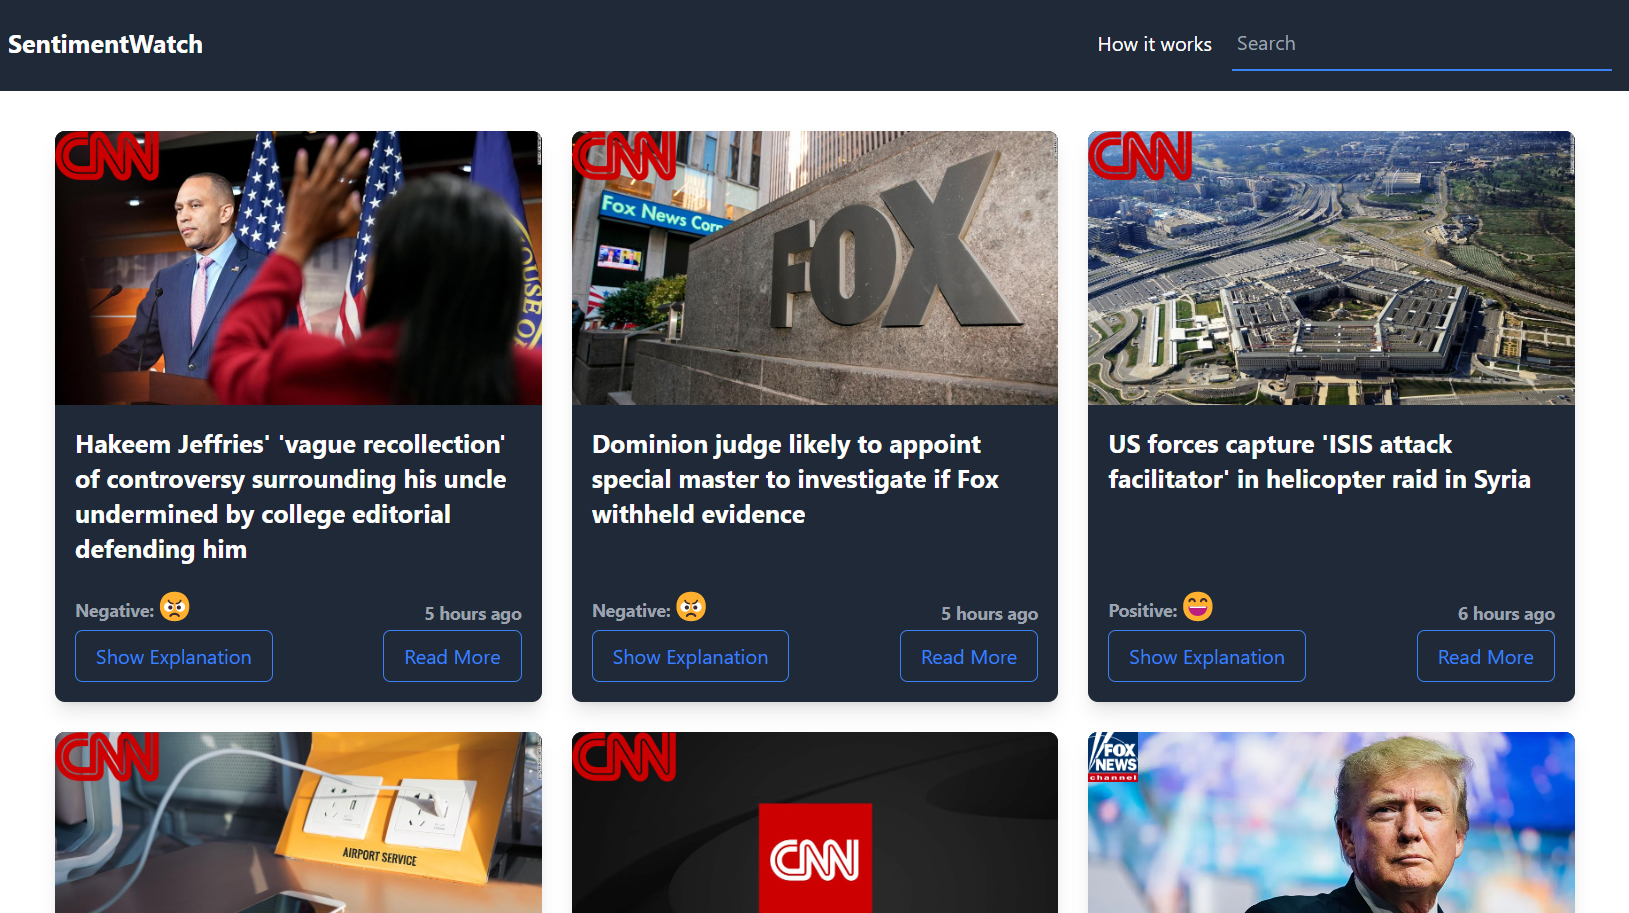 SentimentWatch
How it works
Search
CNN
CNN
Fox News Corr
FOX
CNN
Hakeem Jeffries' 'vague recollection'
of controversy surrounding his uncle
undermined by college editorial
defending him
Negative:
5 hours ago
Show Explanation
Read More
Dominion judge likely to appoint
special master to investigate if Fox
withheld evidence
Negative:
5 hours ago
Show Explanation
Read More
US forces capture 'ISIS attack
facilitator' in helicopter raid in Syria
Positive:
6 hours ago
Show Explanation
Read More
CNN
AIRPORT SERVICE
CNN
CNN
FOX
NEWS
channel